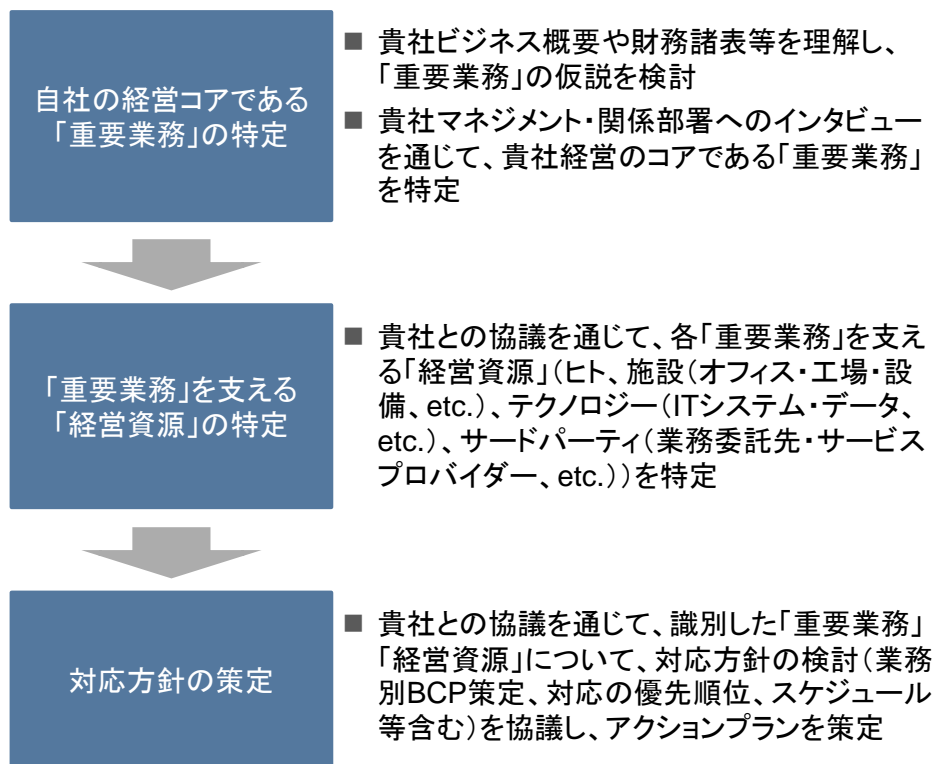 自社の経営コアである
「重要業務」の特定
■ 貴社ビジネス概要や財務諸表等を理解し、
「重要業務」の仮説を検討
■ 貴社マネジメント・関係部署へのインタビュー
を通じて、貴社経営のコアである「重要業務」
を特定
「重要業務」を支える
「経営資源」の特定
■ 貴社との協議を通じて、各「重要業務」を支え
る「経営資源」（ヒト、施設（オフィス・工場・設
備、etc.）、テクノロジー（ITシステム・データ、
etc.）、サードパーティ（業務委託先・サービス
プロバイダー、etc.））を特定
対応方針の策定
■ 貴社との協議を通じて、識別した「重要業務」
「経営資源」について、対応方針の検討（業務
別BCP策定、対応の優先順位、スケジュール
等含む）を協議し、アクションプランを策定